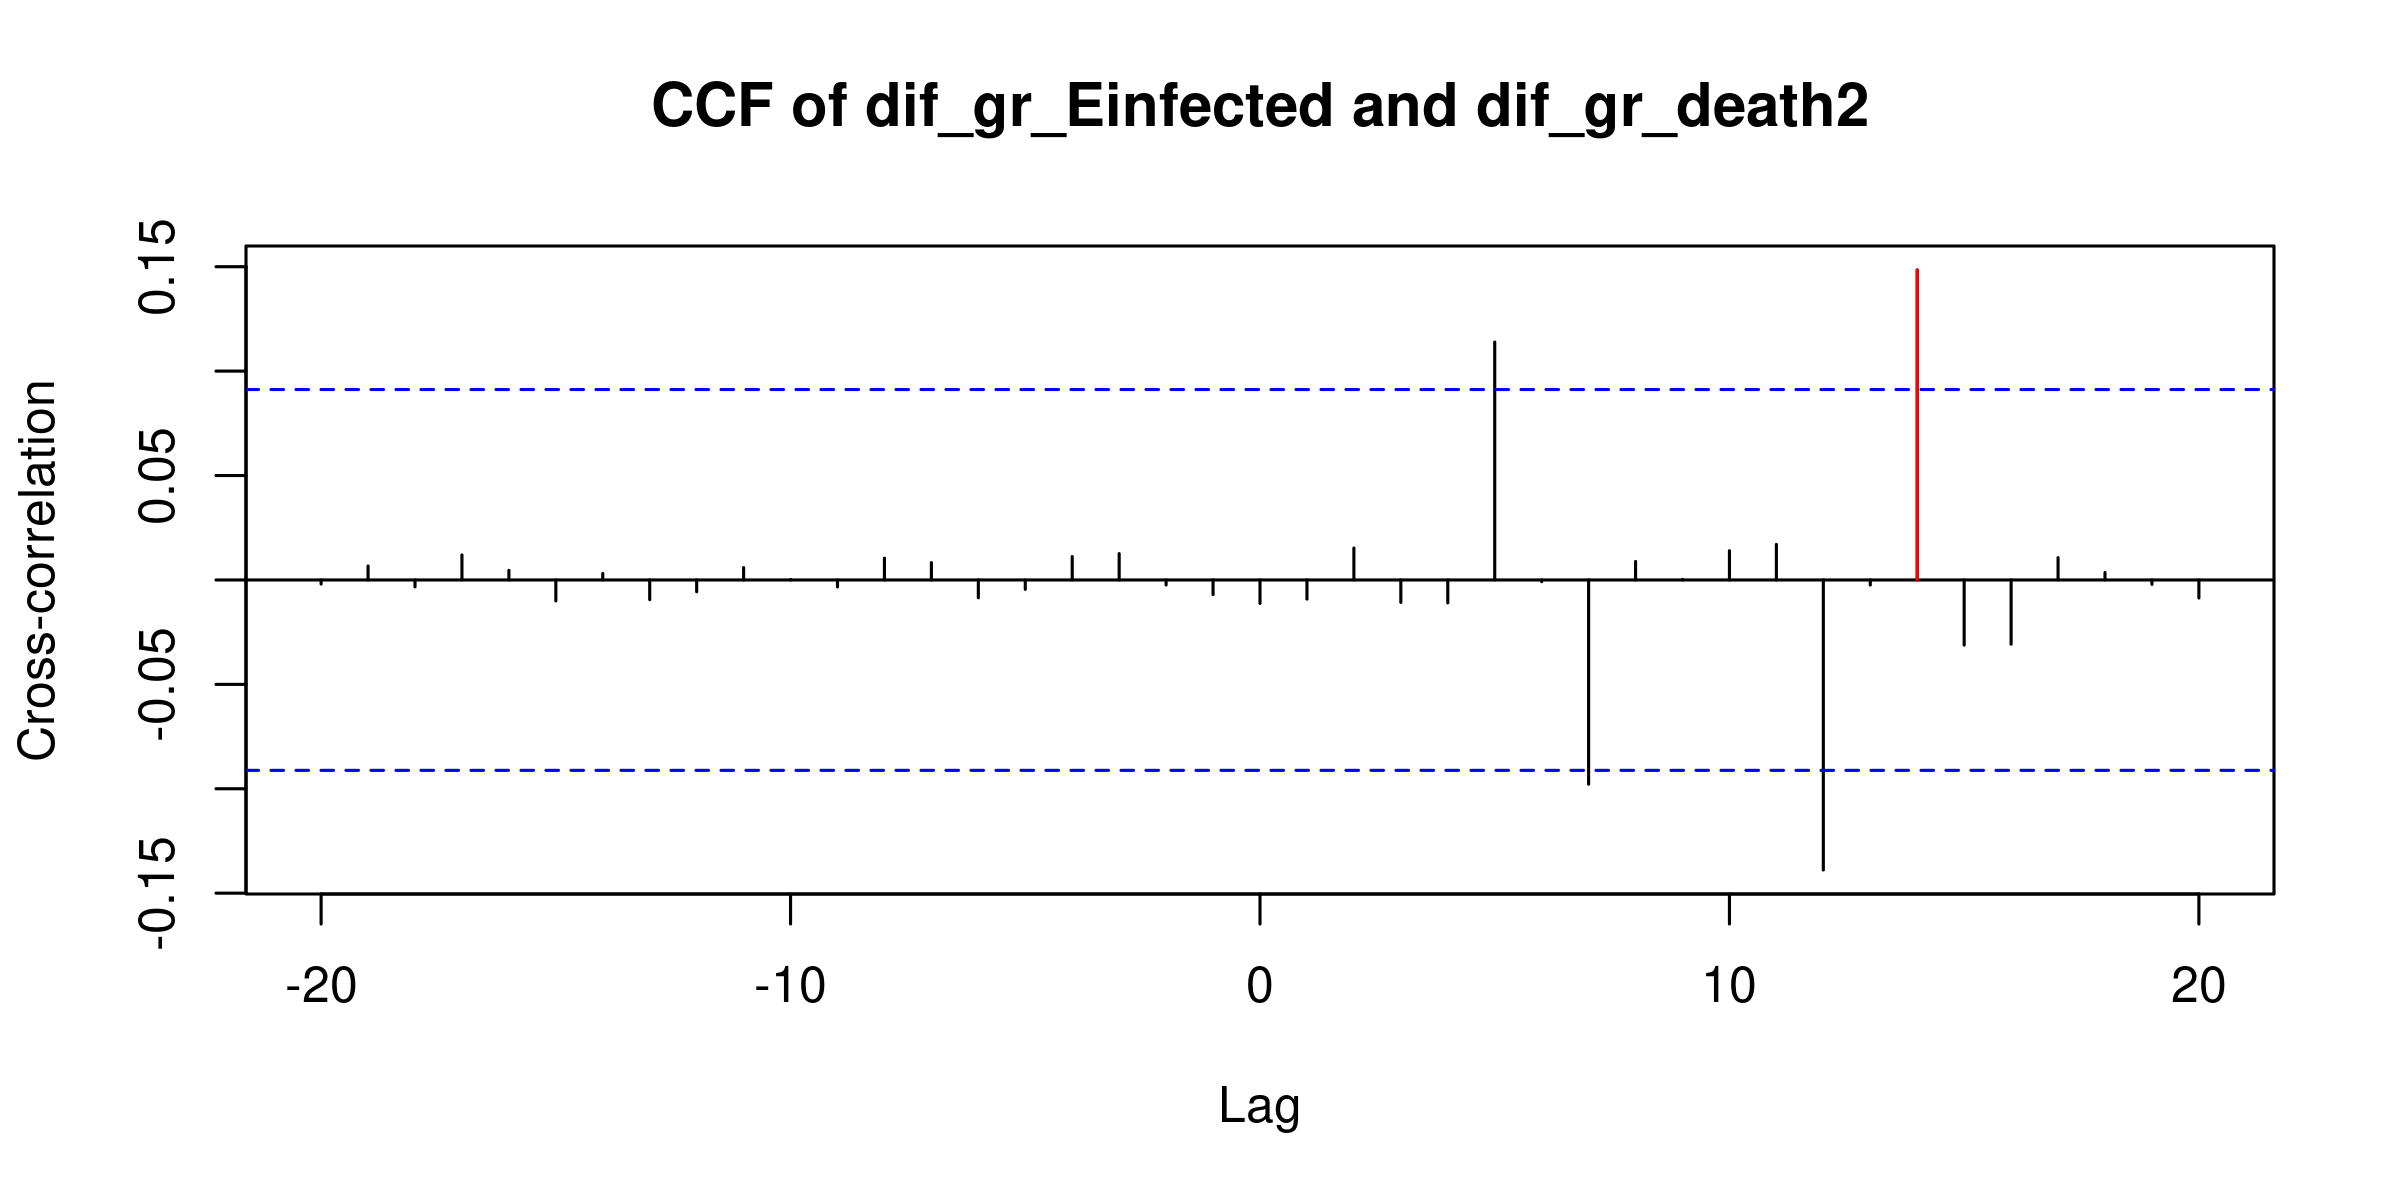 CCF of dif_gr_Einfected and dif_gr_death2
Cross-correlation
0.15
0.05
-0.05
-0.15
-20 -10 0 10 20
Lag